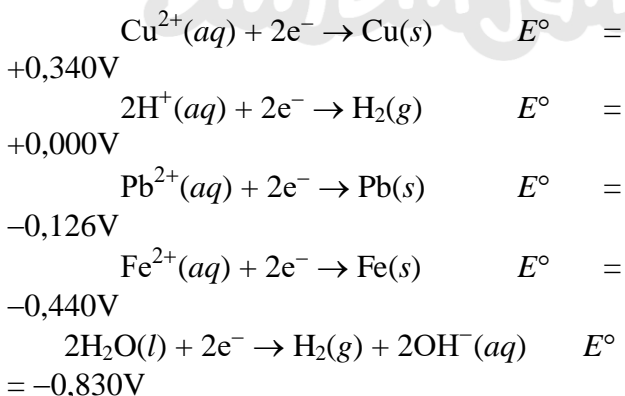 Cu²⁺(aq) + 2e⁻ → Cu(s) E° =
+0,340V
2H⁺(aq) + 2e⁻ → H₂(g) E° =
+0,000V
Pb²⁺(aq) + 2e⁻ → Pb(s) E° =
−0,126V
Fe²⁺(aq) + 2e⁻ → Fe(s) E° =
−0,440V
2H₂O(l) + 2e⁻ → H₂(g) + 2OH⁻(aq) E°
= −0,830V